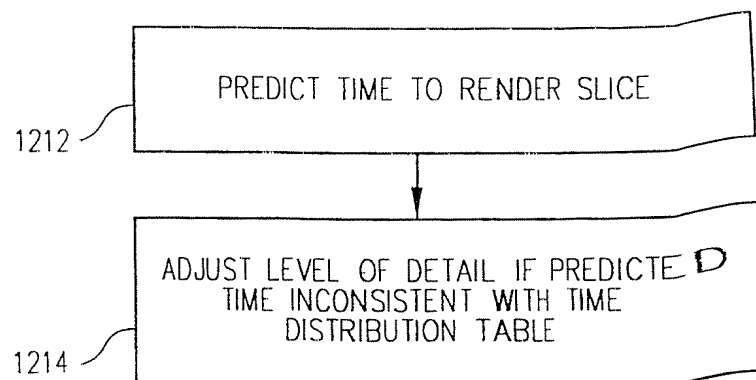 PREDICT TIME TO RENDER SLICE
1212
ADJUST LEVEL OF DETAIL IF PREDICTED
TIME INCONSISTENT WITH TIME
DISTRIBUTION TABLE
1214